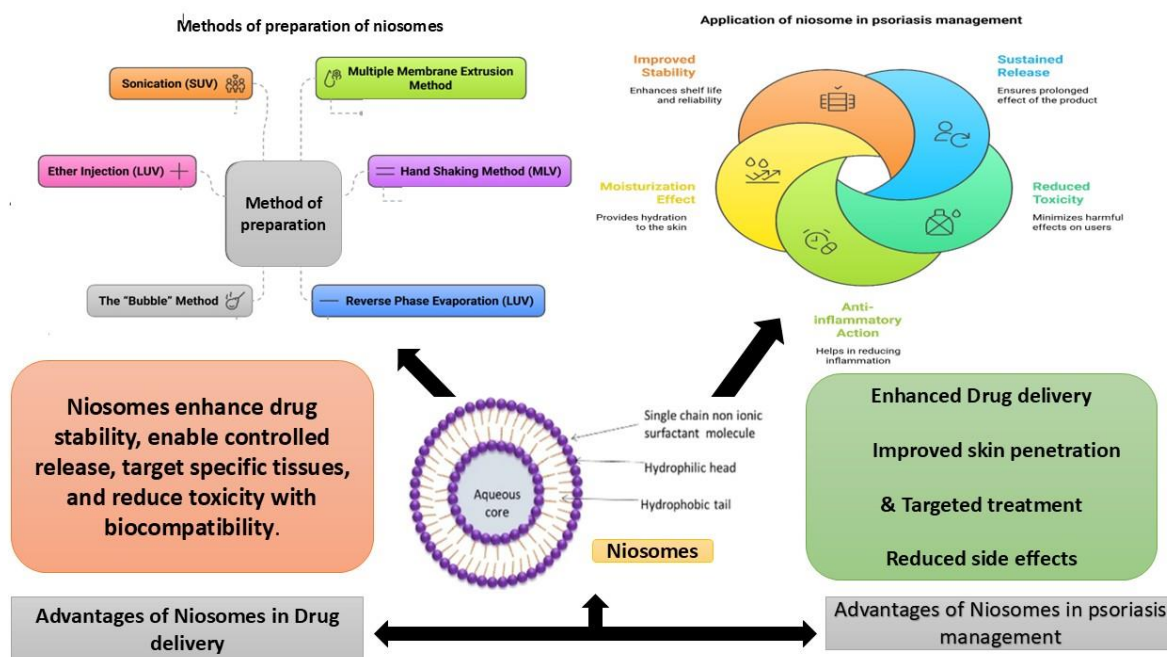 Methods of preparation of niosomes
Sonication (SUV)
Multiple Membrane Extrusion
Method
Ether Injection (LUV)
Hand Shaking Method (MLV)
Method of
preparation
The "Bubble" Method
Reverse Phase Evaporation (LUV)
Application of niosome in psoriasis management
Improved
Stability
Enhances shelf life
and reliability
Sustained
Release
Ensures prolonged
effect of the product
Moisturization
Effect
Provides hydration
to the skin
Reduced
Toxicity
Minimizes harmful
effects on users
Anti-
inflammatory
Action
Helps in reducing
inflammation
Niosomes enhance drug
stability, enable controlled
release, target specific tissues,
and reduce toxicity with
biocompatibility.
Single chain non ionic
surfactant molecule
Hydrophilic head
Hydrophobic tail
Aqueous
core
Niosomes
Enhanced Drug delivery
Improved skin penetration
& Targeted treatment
Reduced side effects
Advantages of Niosomes in Drug
delivery
Advantages of Niosomes in psoriasis
management